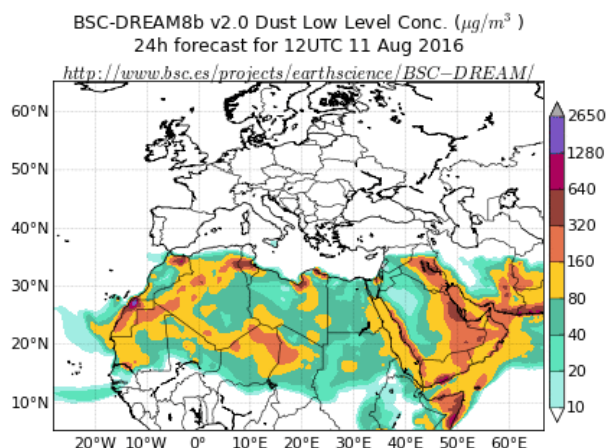 BSC-DREAM8b v2.0 Dust Low Level Conc. (μg/m³ )
24h forecast for 12UTC 11 Aug 2016
http://www.bsc.es/projects/earthscience/BSC−DREAM/
60°N
50°N
40°N
30°N
20°N
10°N
20°W 10°W 0° 10°E 20°E 30°E 40°E 50°E 60°E
2650
1280
640
320
160
80
40
20
10